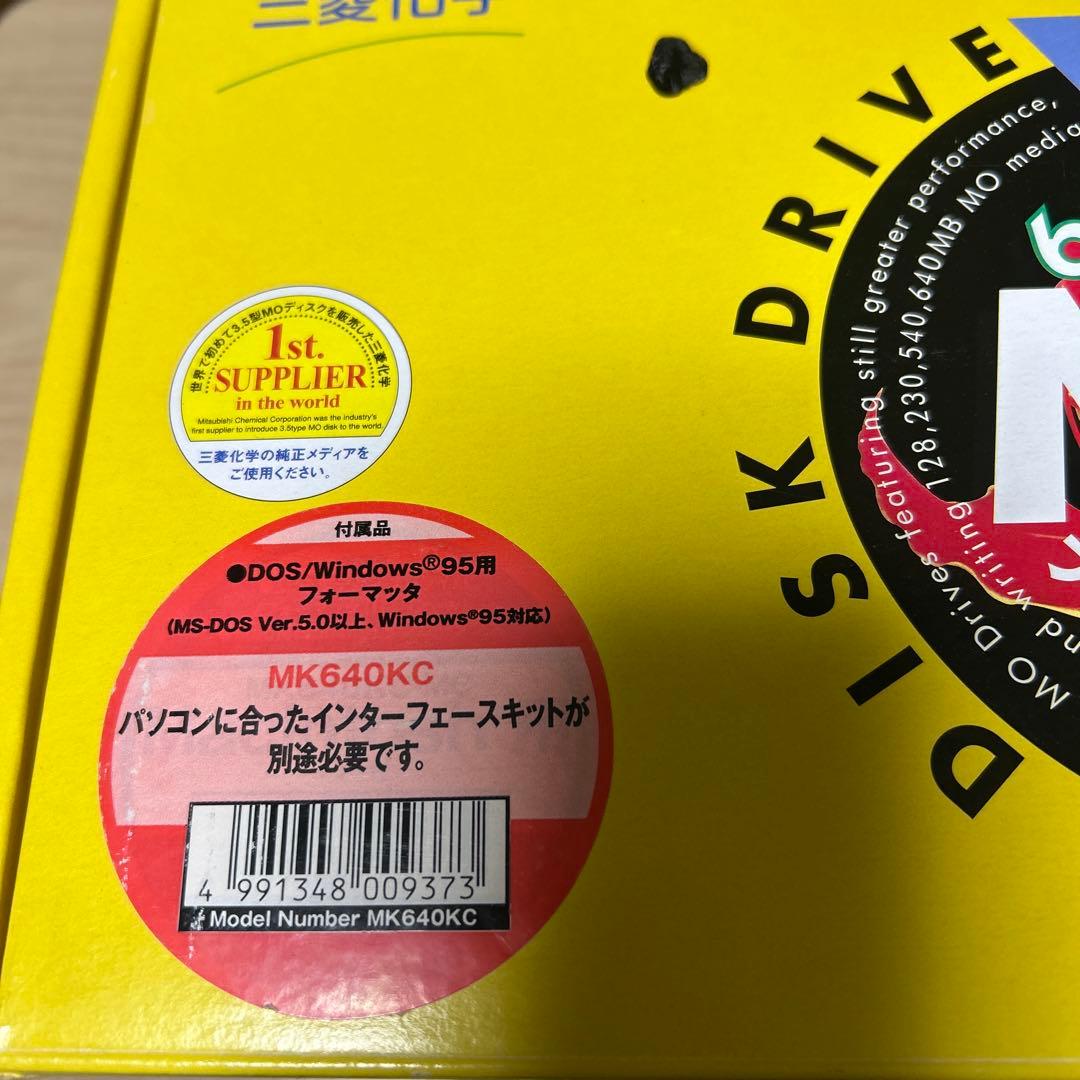 三菱化学
DISK DRIVE
MO Drives featuring still greater performance,
writing 128,230,540,640MB MO media
6
M
世界で初めて3.5型MOディスクを販売した三菱化学
1st.
SUPPLIER
in the world
Mitsubishi Chemical Corporation was the industry's
first supplier to introduce 3.5type MO disk to the world.
三菱化学の純正メディアを
ご使用ください。
付属品
●DOS/Windows®95用
フォーマッタ
(MS-DOS Ver.5.0以上、Windows®95対応)
MK640KC
パソコンに合ったインターフェースキットが
別途必要です。
4 991348 009373
Model Number MK640KC